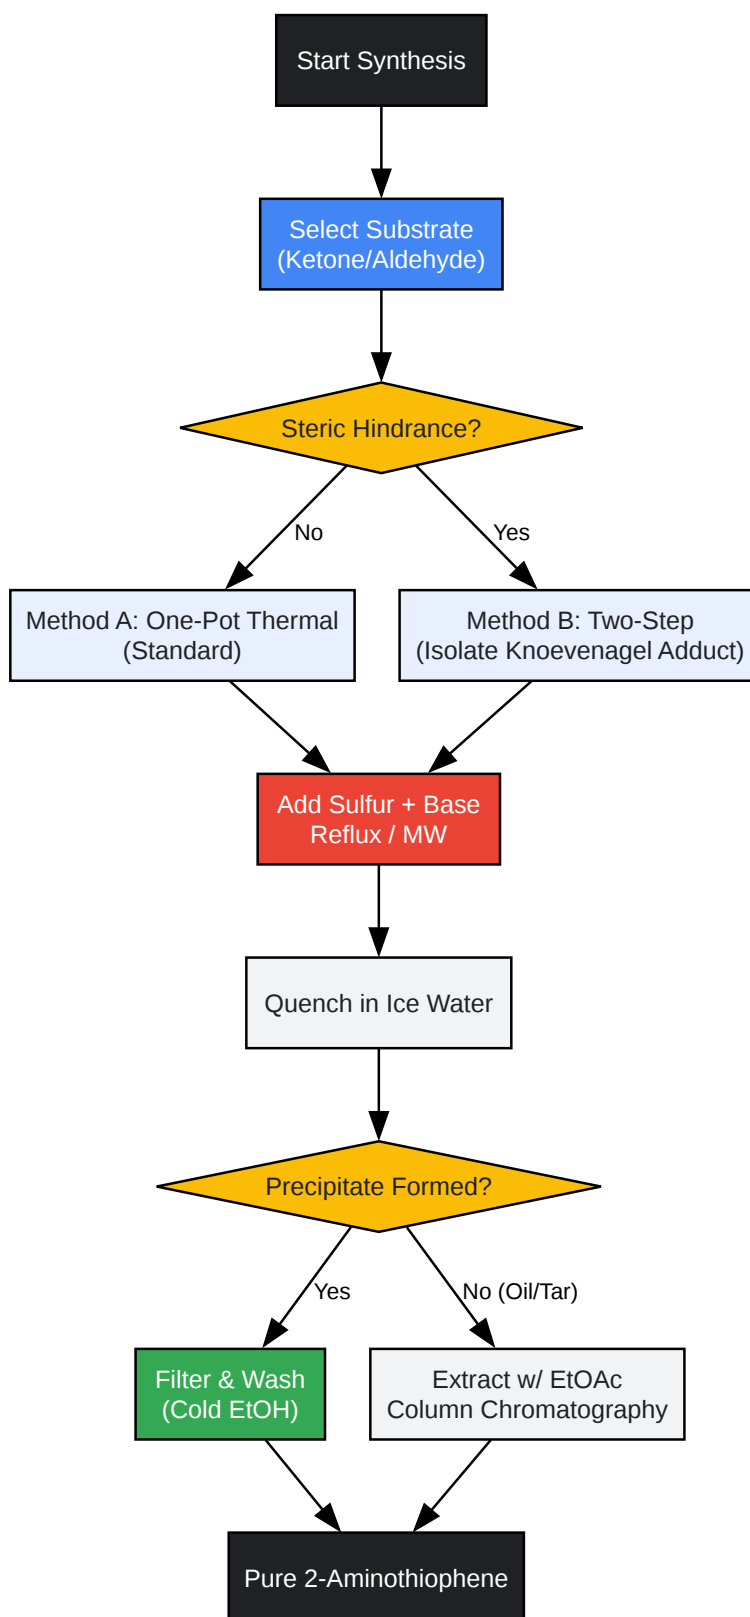 Start Synthesis
Select Substrate
(Ketone/Aldehyde)
Steric Hindrance?
No
Yes
Method A: One-Pot Thermal
(Standard)
Method B: Two-Step
(Isolate Knoevenagel Adduct)
Add Sulfur + Base
Reflux / MW
Quench in Ice Water
Precipitate Formed?
Yes
No (Oil/Tar)
Filter & Wash
(Cold EtOH)
Extract w/ EtOAc
Column Chromatography
Pure 2-Aminothiophene